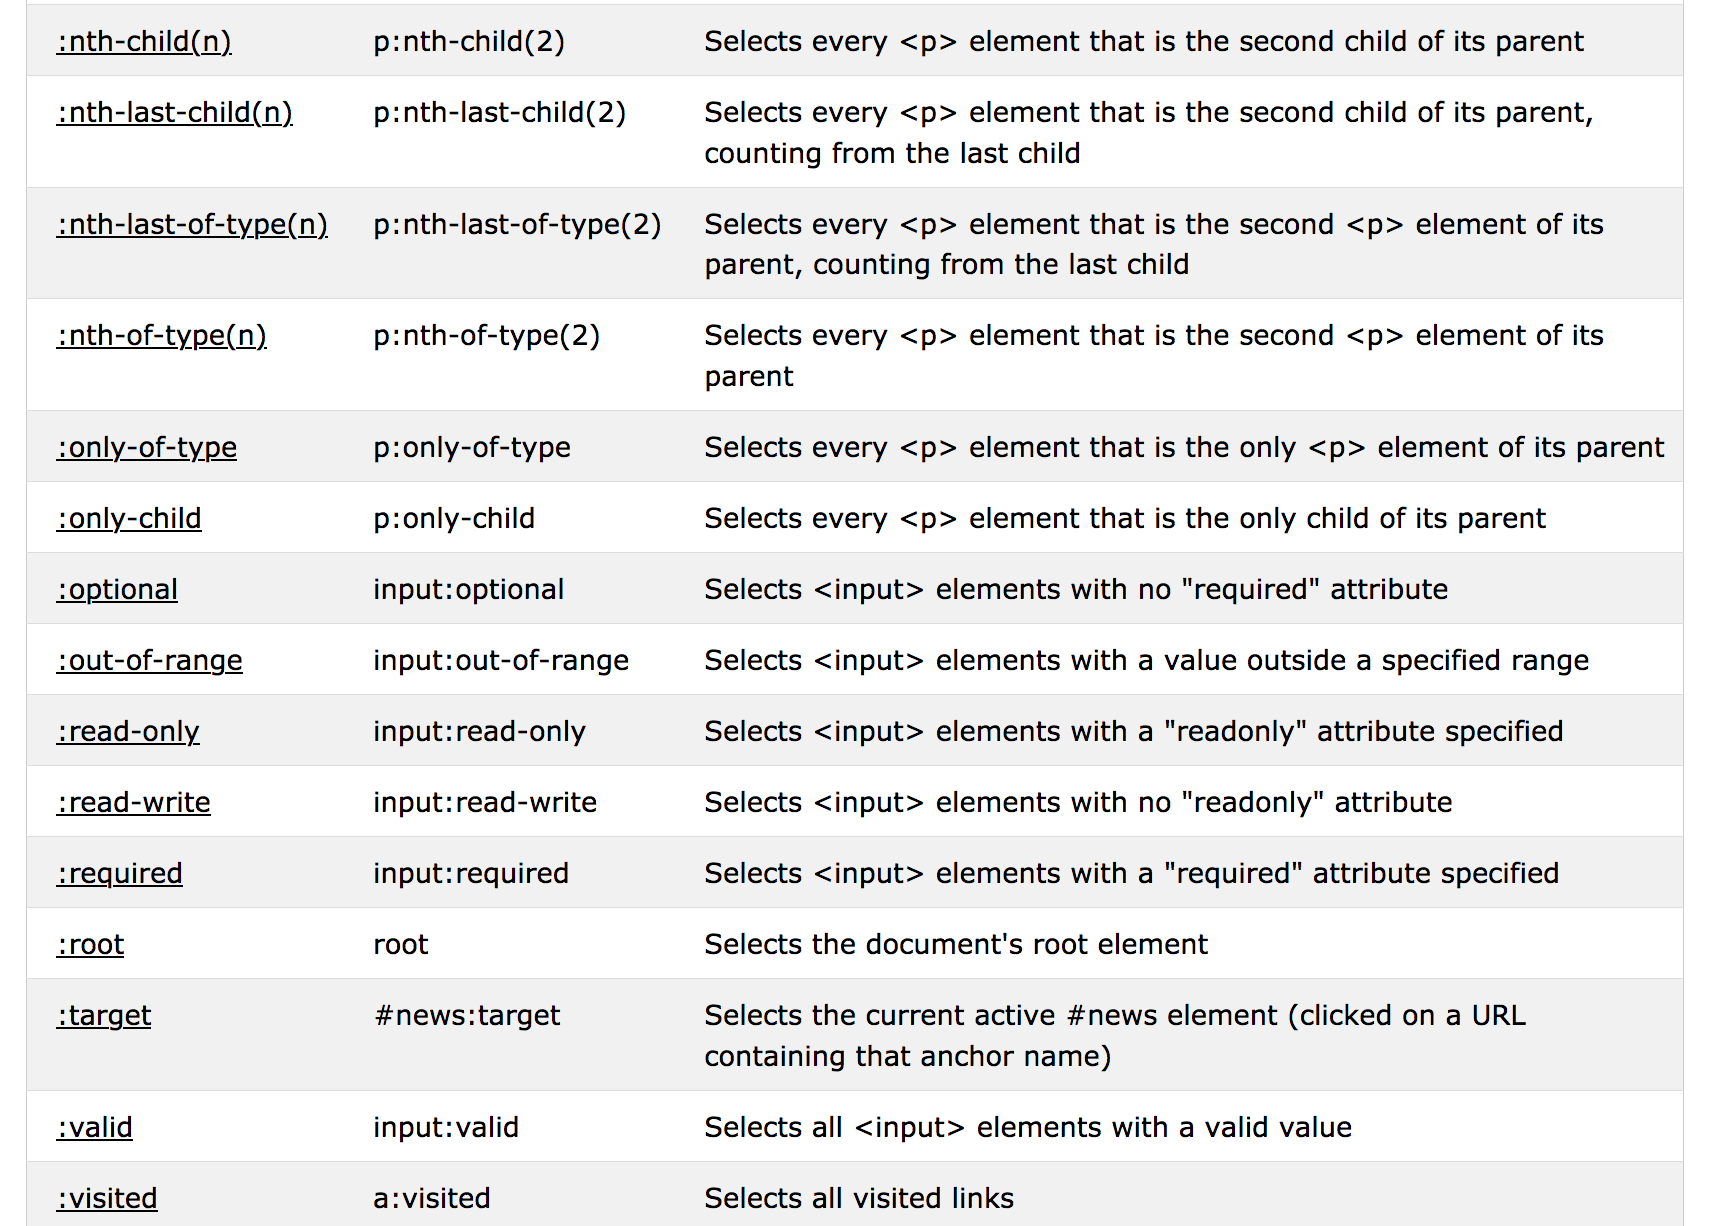 :nth-child(n) p:nth-child(2) Selects every <p> element that is the second child of its parent
:nth-last-child(n) p:nth-last-child(2) Selects every <p> element that is the second child of its parent,
counting from the last child
:nth-last-of-type(n) p:nth-last-of-type(2) Selects every <p> element that is the second <p> element of its
parent, counting from the last child
:nth-of-type(n) p:nth-of-type(2) Selects every <p> element that is the second <p> element of its
parent
:only-of-type p:only-of-type Selects every <p> element that is the only <p> element of its parent
:only-child p:only-child Selects every <p> element that is the only child of its parent
:optional input:optional Selects <input> elements with no "required" attribute
:out-of-range input:out-of-range Selects <input> elements with a value outside a specified range
:read-only input:read-only Selects <input> elements with a "readonly" attribute specified
:read-write input:read-write Selects <input> elements with no "readonly" attribute
:required input:required Selects <input> elements with a "required" attribute specified
:root root Selects the document's root element
:target #news:target Selects the current active #news element (clicked on a URL
containing that anchor name)
:valid input:valid Selects all <input> elements with a valid value
:visited a:visited Selects all visited links